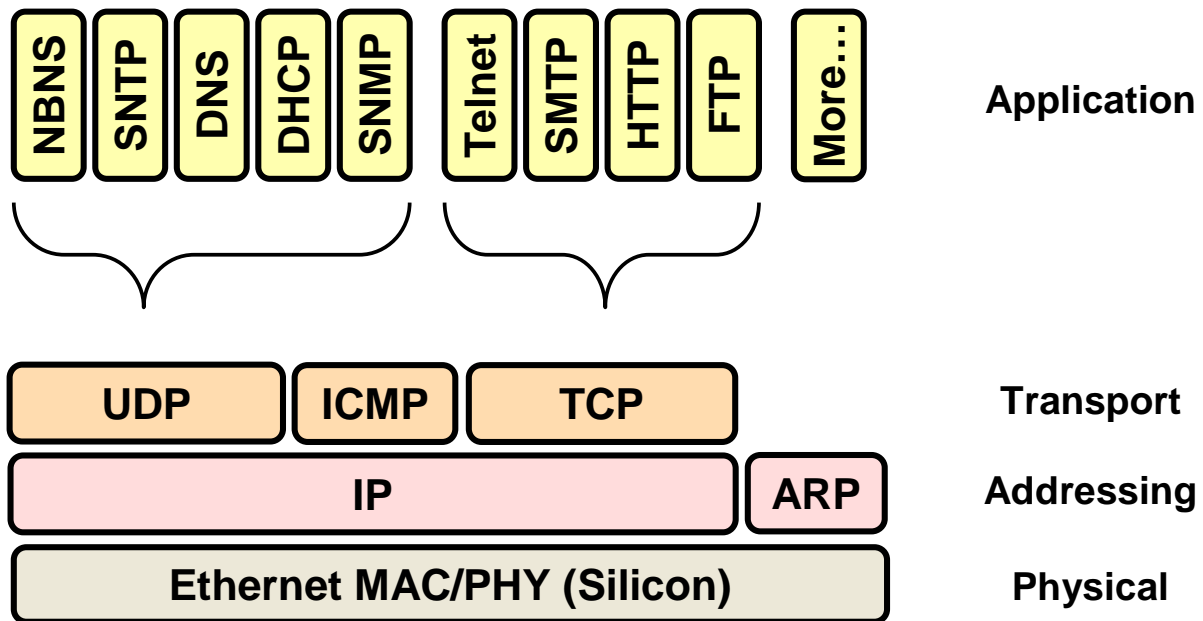 NBNS
SNTP
DNS
DHCP
SNMP
Telnet
SMTP
HTTP
FTP
More...
Application
UDP
ICMP
TCP
Transport
IP
ARP
Addressing
Ethernet MAC/PHY (Silicon)
Physical